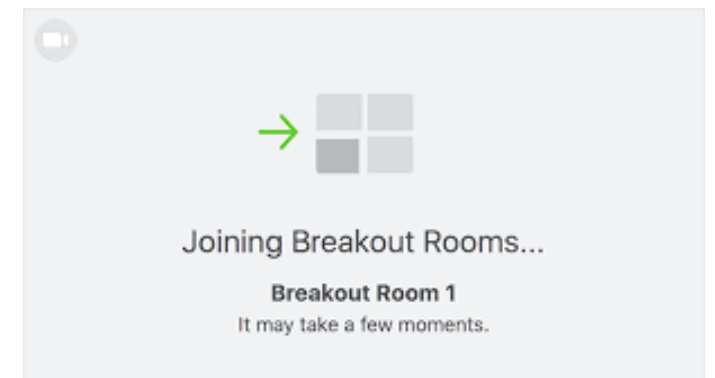 Joining Breakout Rooms...
Breakout Room 1
It may take a few moments.